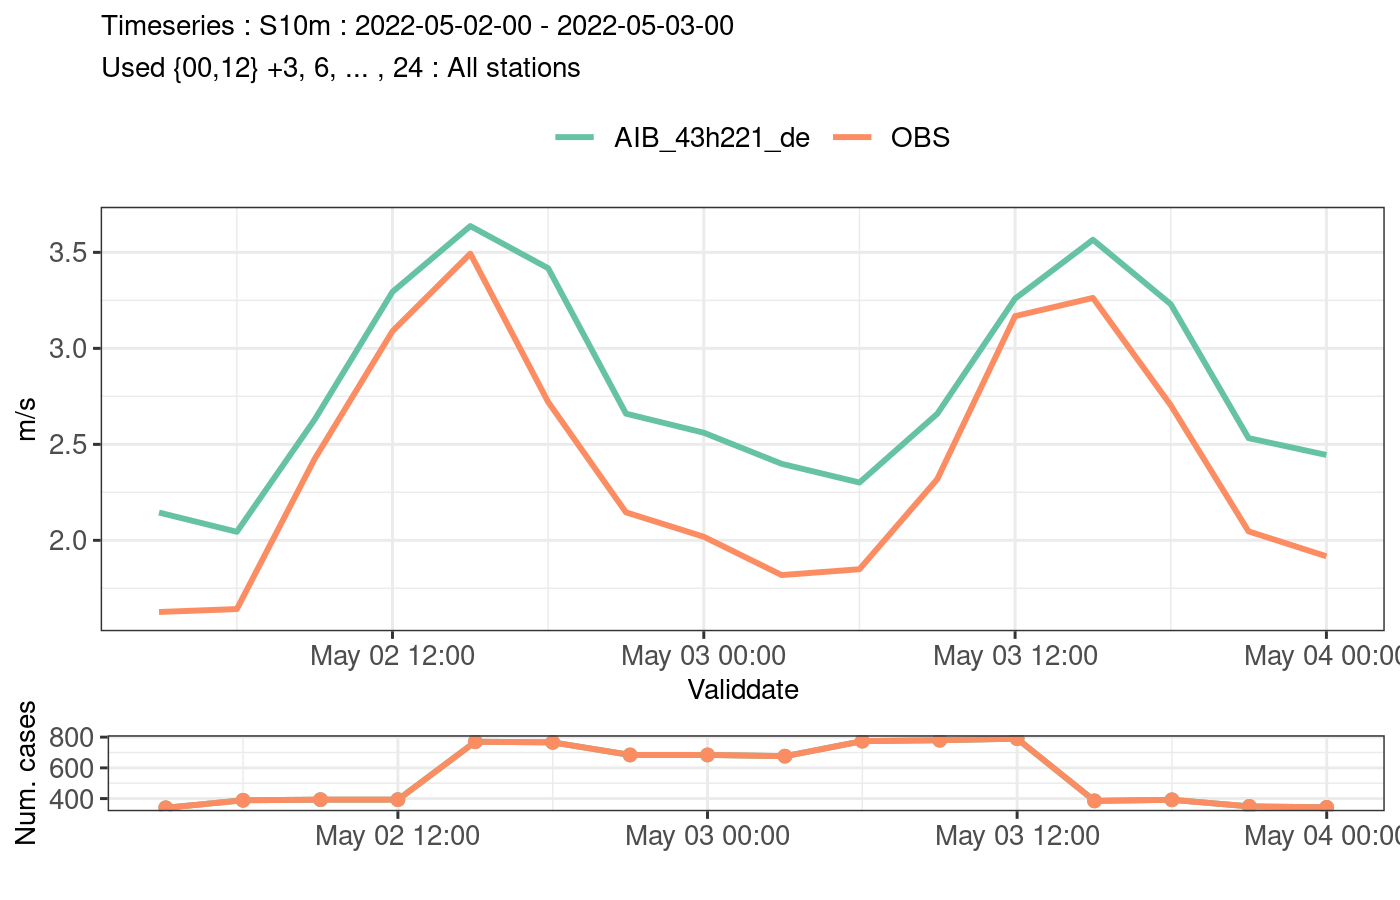 Timeseries : S10m : 2022-05-02-00 - 2022-05-03-00
Used {00,12} +3, 6, ... , 24 : All stations
AIB_43h221_de OBS
3.5
3.0
2.5
2.0
m/s
May 02 12:00 May 03 00:00 May 03 12:00 May 04 00:0
Validdate
800
600
400
Num. cases
May 02 12:00 May 03 00:00 May 03 12:00 May 04 00:0